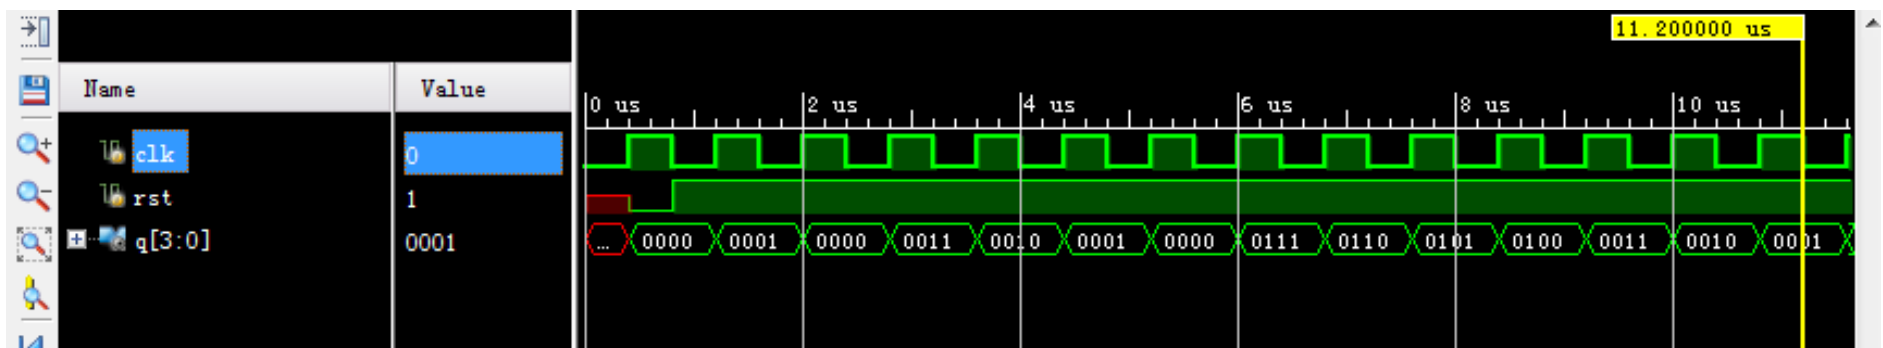 11.200000 us
Name Value
0 us 2 us 4 us 6 us 8 us 10 us
clk 0
rst 1
q[3:0] 0001 ... 0000 0001 0000 0011 0010 0001 0000 0111 0110 0101 0100 0011 0010 0001